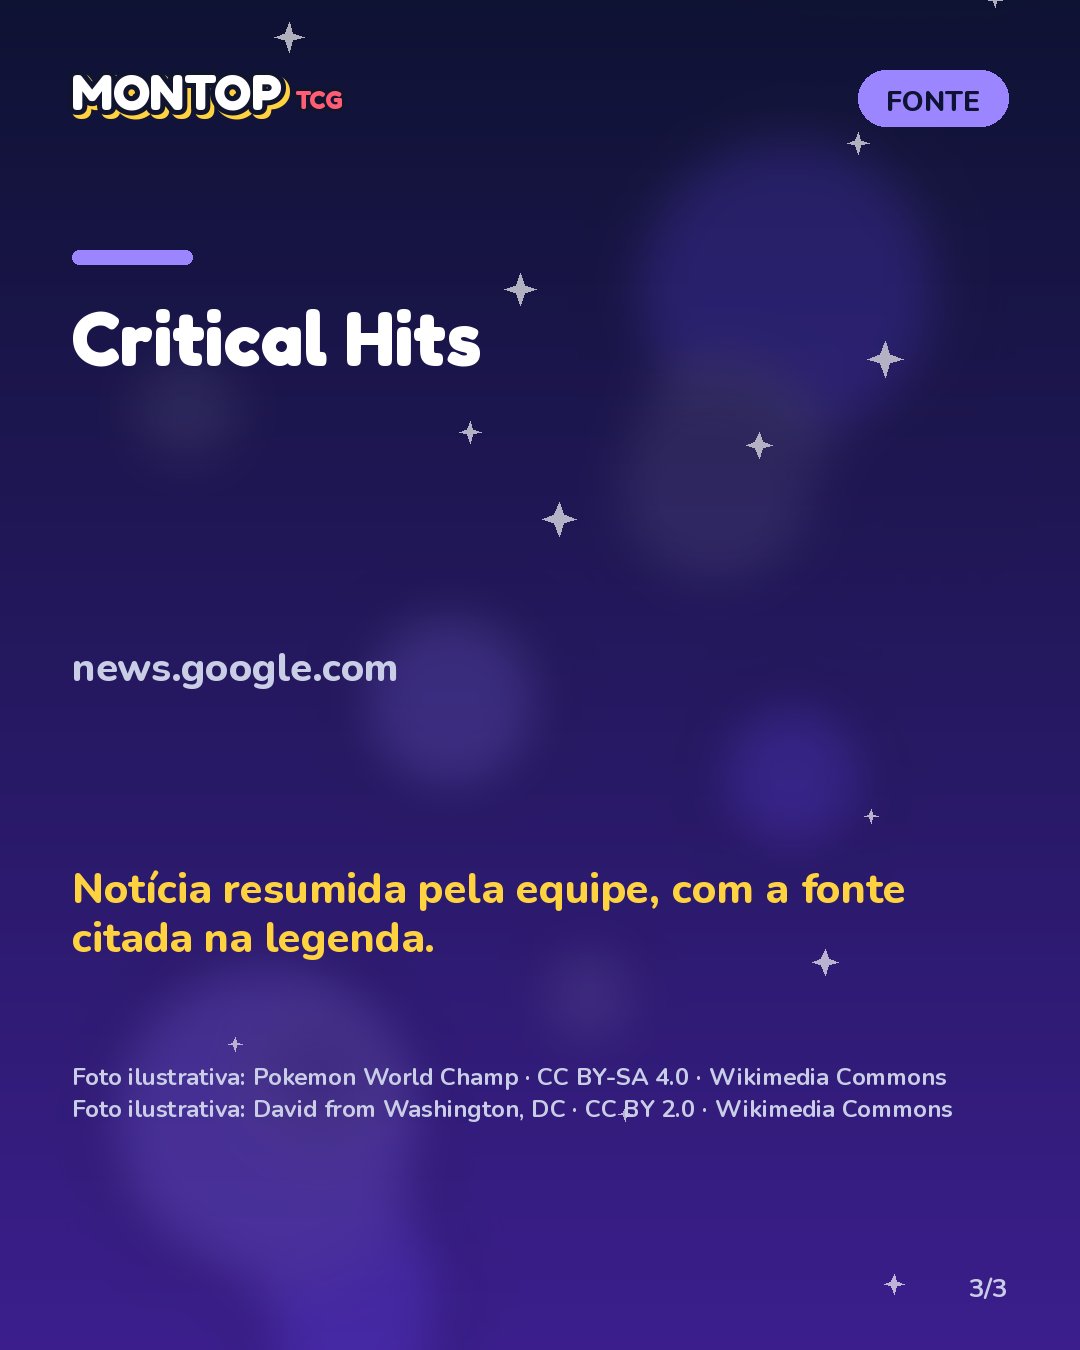 MONTOP TCG
FONTE
Critical Hits
news.google.com
Notícia resumida pela equipe, com a fonte
citada na legenda.
Foto ilustrativa: Pokemon World Champ · CC BY-SA 4.0 · Wikimedia Commons
Foto ilustrativa: David from Washington, DC · CC BY 2.0 · Wikimedia Commons
3/3